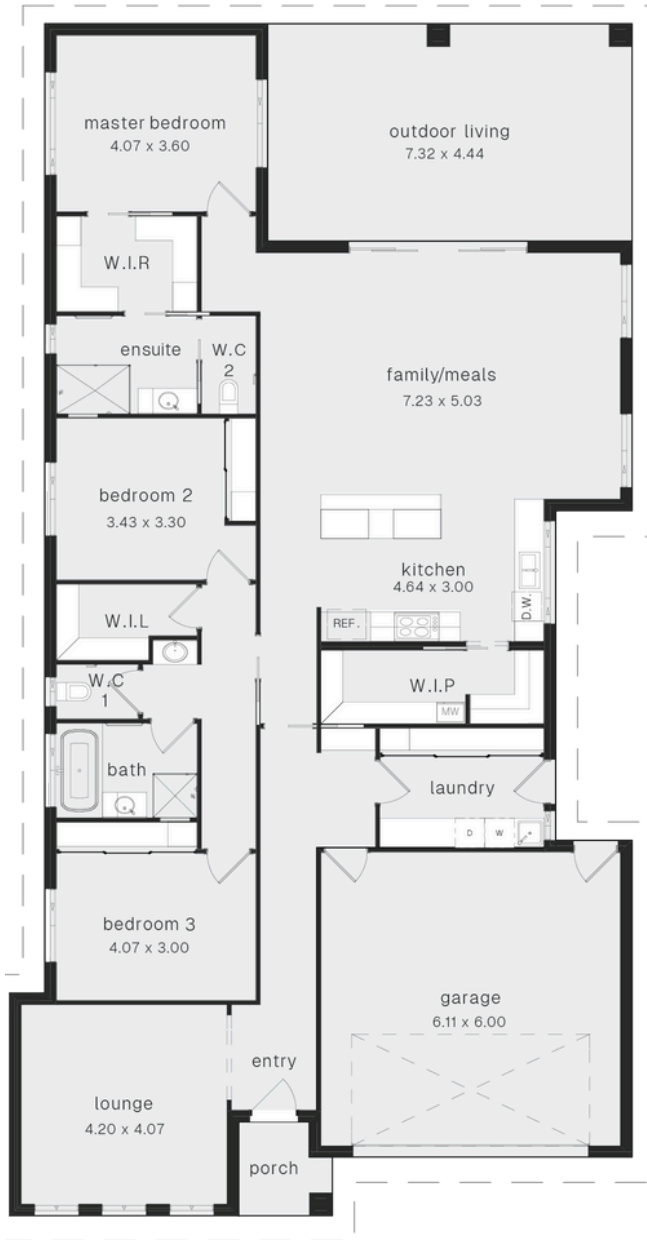 master bedroom
4.07 x 3.60
outdoor living
7.32 x 4.44
W.I.R
ensuite
W.C
2
family/meals
7.23 x 5.03
bedroom 2
3.43 x 3.30
kitchen
4.64 x 3.00
D.W.
W.I.L
REF.
W.C
1
W.I.P
MW
bath
laundry
D
W
bedroom 3
4.07 x 3.00
garage
6.11 x 6.00
entry
lounge
4.20 x 4.07
porch